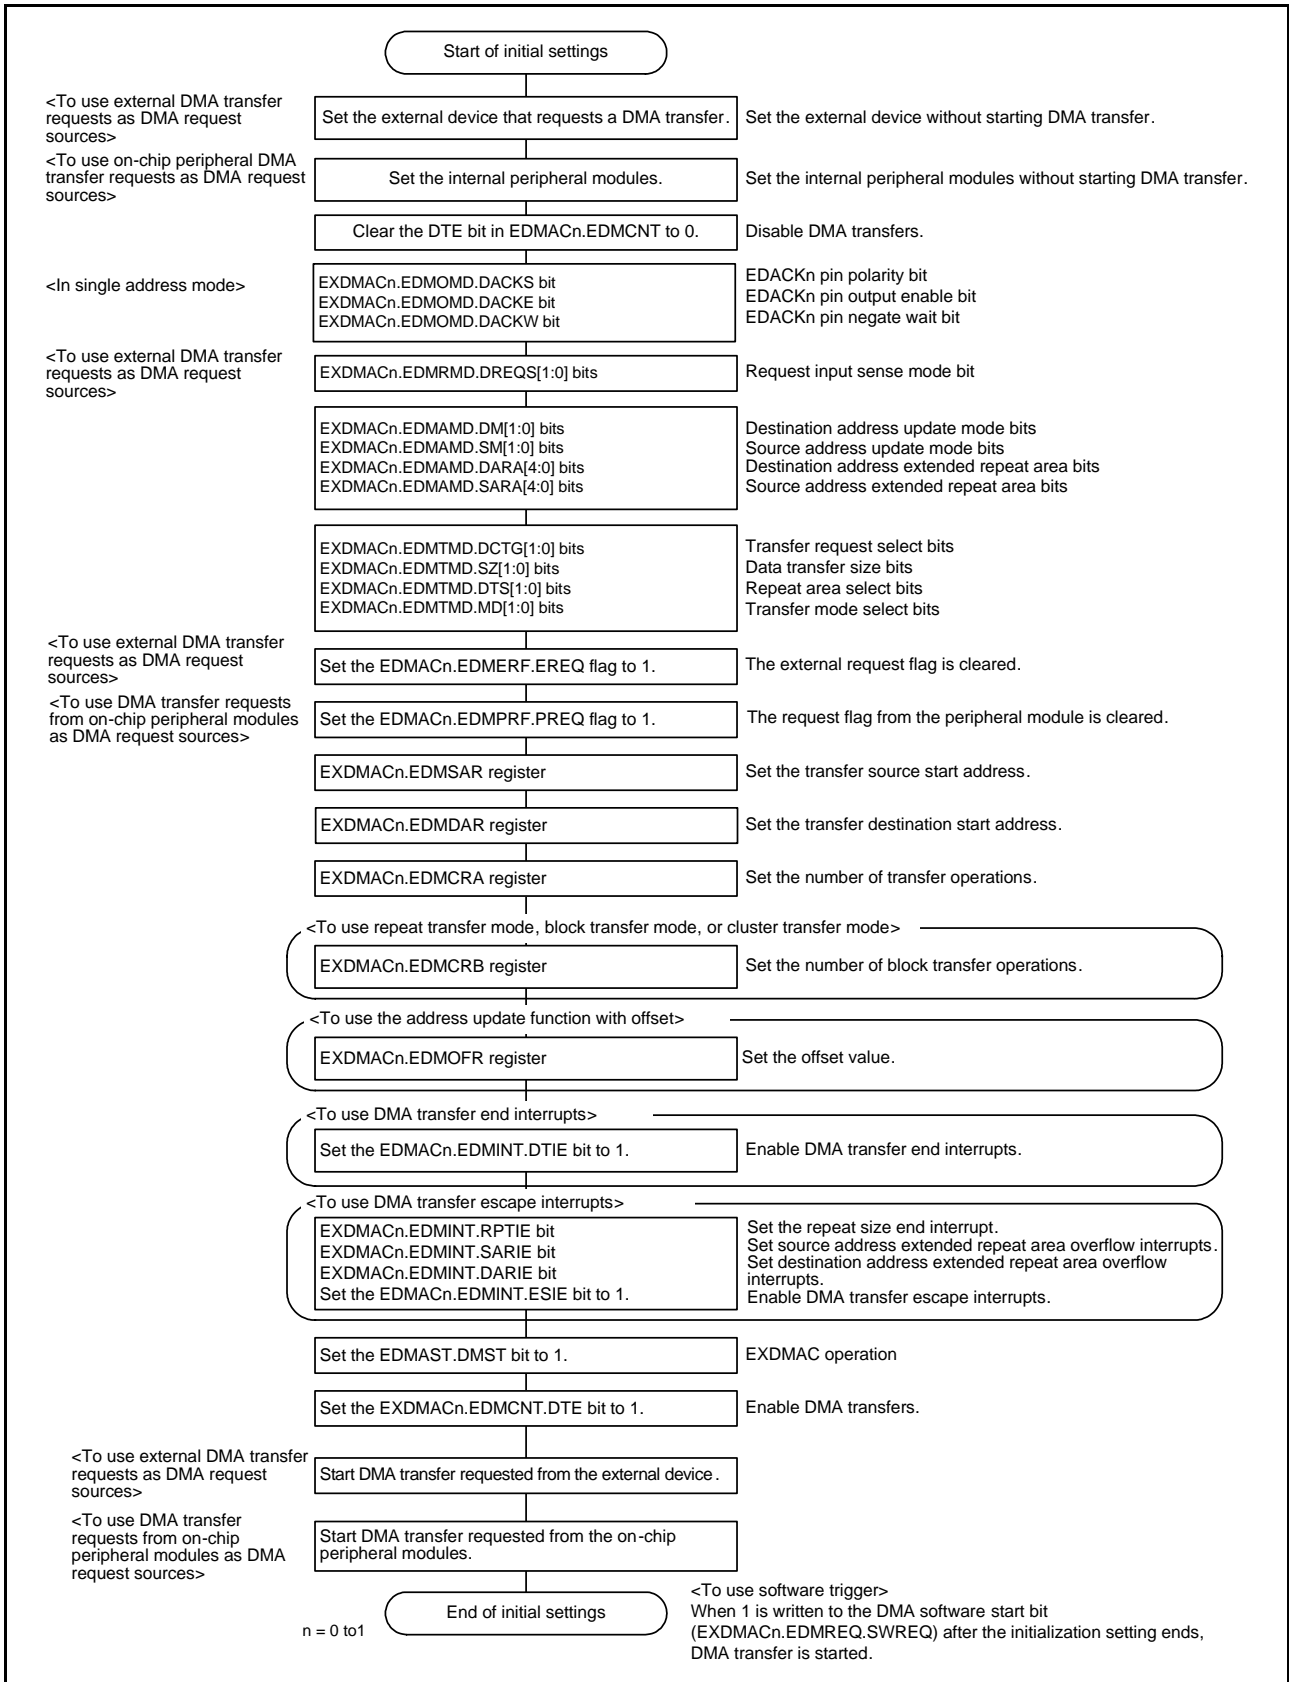 Start of initial settings
<To use external DMA transfer
requests as DMA request
sources>
Set the external device that requests a DMA transfer.
Set the external device without starting DMA transfer.
<To use on-chip peripheral DMA
transfer requests as DMA request
sources>
Set the internal peripheral modules.
Set the internal peripheral modules without starting DMA transfer.
Clear the DTE bit in EDMACn.EDMCNT to 0.
Disable DMA transfers.
<In single address mode>
EXDMACn.EDMOMD.DACKS bit
EXDMACn.EDMOMD.DACKE bit
EXDMACn.EDMOMD.DACKW bit
EDACKn pin polarity bit
EDACKn pin output enable bit
EDACKn pin negate wait bit
<To use external DMA transfer
requests as DMA request
sources>
EXDMACn.EDMRMD.DREQS[1:0] bits
Request input sense mode bit
EXDMACn.EDMAMD.DM[1:0] bits
EXDMACn.EDMAMD.SM[1:0] bits
EXDMACn.EDMAMD.DARA[4:0] bits
EXDMACn.EDMAMD.SARA[4:0] bits
Destination address update mode bits
Source address update mode bits
Destination address extended repeat area bits
Source address extended repeat area bits
EXDMACn.EDMTMD.DCTG[1:0] bits
EXDMACn.EDMTMD.SZ[1:0] bits
EXDMACn.EDMTMD.DTS[1:0] bits
EXDMACn.EDMTMD.MD[1:0] bits
Transfer request select bits
Data transfer size bits
Repeat area select bits
Transfer mode select bits
<To use external DMA transfer
requests as DMA request
sources>
Set the EDMACn.EDMERF.EREQ flag to 1.
The external request flag is cleared.
<To use DMA transfer requests
from on-chip peripheral modules
as DMA request sources>
Set the EDMACn.EDMPRF.PREQ flag to 1.
The request flag from the peripheral module is cleared.
EXDMACn.EDMSAR register
Set the transfer source start address.
EXDMACn.EDMDAR register
Set the transfer destination start address.
EXDMACn.EDMCRA register
Set the number of transfer operations.
<To use repeat transfer mode, block transfer mode, or cluster transfer mode>
EXDMACn.EDMCRB register
Set the number of block transfer operations.
<To use the address update function with offset>
EXDMACn.EDMOFR register
Set the offset value.
<To use DMA transfer end interrupts>
Set the EDMACn.EDMINT.DTIE bit to 1.
Enable DMA transfer end interrupts.
<To use DMA transfer escape interrupts>
EXDMACn.EDMINT.RPTIE bit
EXDMACn.EDMINT.SARIE bit
EXDMACn.EDMINT.DARIE bit
Set the EDMACn.EDMINT.ESIE bit to 1.
Set the repeat size end interrupt.
Set source address extended repeat area overflow interrupts.
Set destination address extended repeat area overflow
interrupts.
Enable DMA transfer escape interrupts.
Set the EDMAST.DMST bit to 1.
EXDMAC operation
Set the EXDMACn.EDMCNT.DTE bit to 1.
Enable DMA transfers.
<To use external DMA transfer
requests as DMA request
sources>
Start DMA transfer requested from the external device.
<To use DMA transfer
requests from on-chip
peripheral modules as DMA
request sources>
Start DMA transfer requested from the on-chip
peripheral modules.
End of initial settings
n = 0 to1
<To use software trigger>
When 1 is written to the DMA software start bit
(EXDMACn.EDMREQ.SWREQ) after the initialization setting ends,
DMA transfer is started.